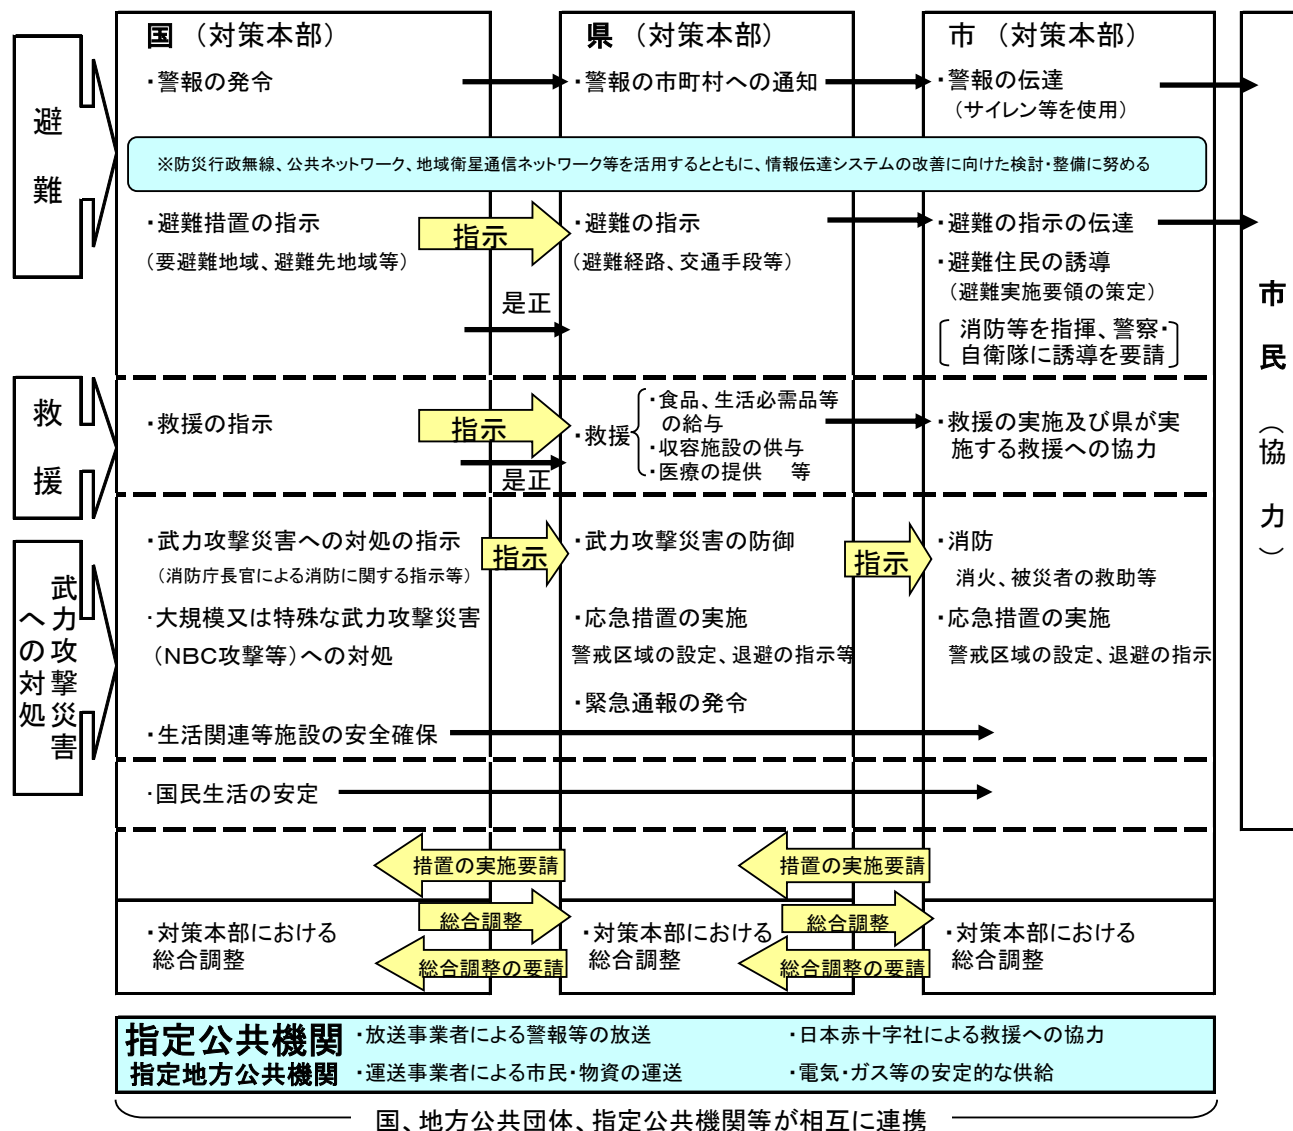 国（対策本部）
県（対策本部）
市（対策本部）
避難
・警報の発令
・警報の市町村への通知
・警報の伝達
（サイレン等を使用）
※防災行政無線、公共ネットワーク、地域衛星通信ネットワーク等を活用するとともに、情報伝達システムの改善に向けた検討・整備に努める
・避難措置の指示
（要避難地域、避難先地域等）
指示
是正
・避難の指示
（避難経路、交通手段等）
・避難の指示の伝達
・避難住民の誘導
（避難実施要領の策定）
消防等を指揮、警察・
自衛隊に誘導を要請
市民（協力）
救援
・救援の指示
指示
是正
・救援
・食品、生活必需品等
の給与
・収容施設の供与
・医療の提供　等
・救援の実施及び県が実
施する救援への協力
武力攻撃災害
への対処
・武力攻撃災害への対処の指示
（消防庁長官による消防に関する指示等）
・大規模又は特殊な武力攻撃災害
（NBC攻撃等）への対処
指示
・武力攻撃災害の防御
・応急措置の実施
警戒区域の設定、退避の指示等
・緊急通報の発令
指示
・消防
消火、被災者の救助等
・応急措置の実施
警戒区域の設定、退避の指示
・生活関連等施設の安全確保
・国民生活の安定
措置の実施要請
措置の実施要請
・対策本部における
総合調整
総合調整
総合調整の要請
・対策本部における
総合調整
総合調整
総合調整の要請
・対策本部における
総合調整
指定公共機関
指定地方公共機関
・放送事業者による警報等の放送
・日本赤十字社による救援への協力
・運送事業者による市民・物資の運送
・電気・ガス等の安定的な供給
国、地方公共団体、指定公共機関等が相互に連携